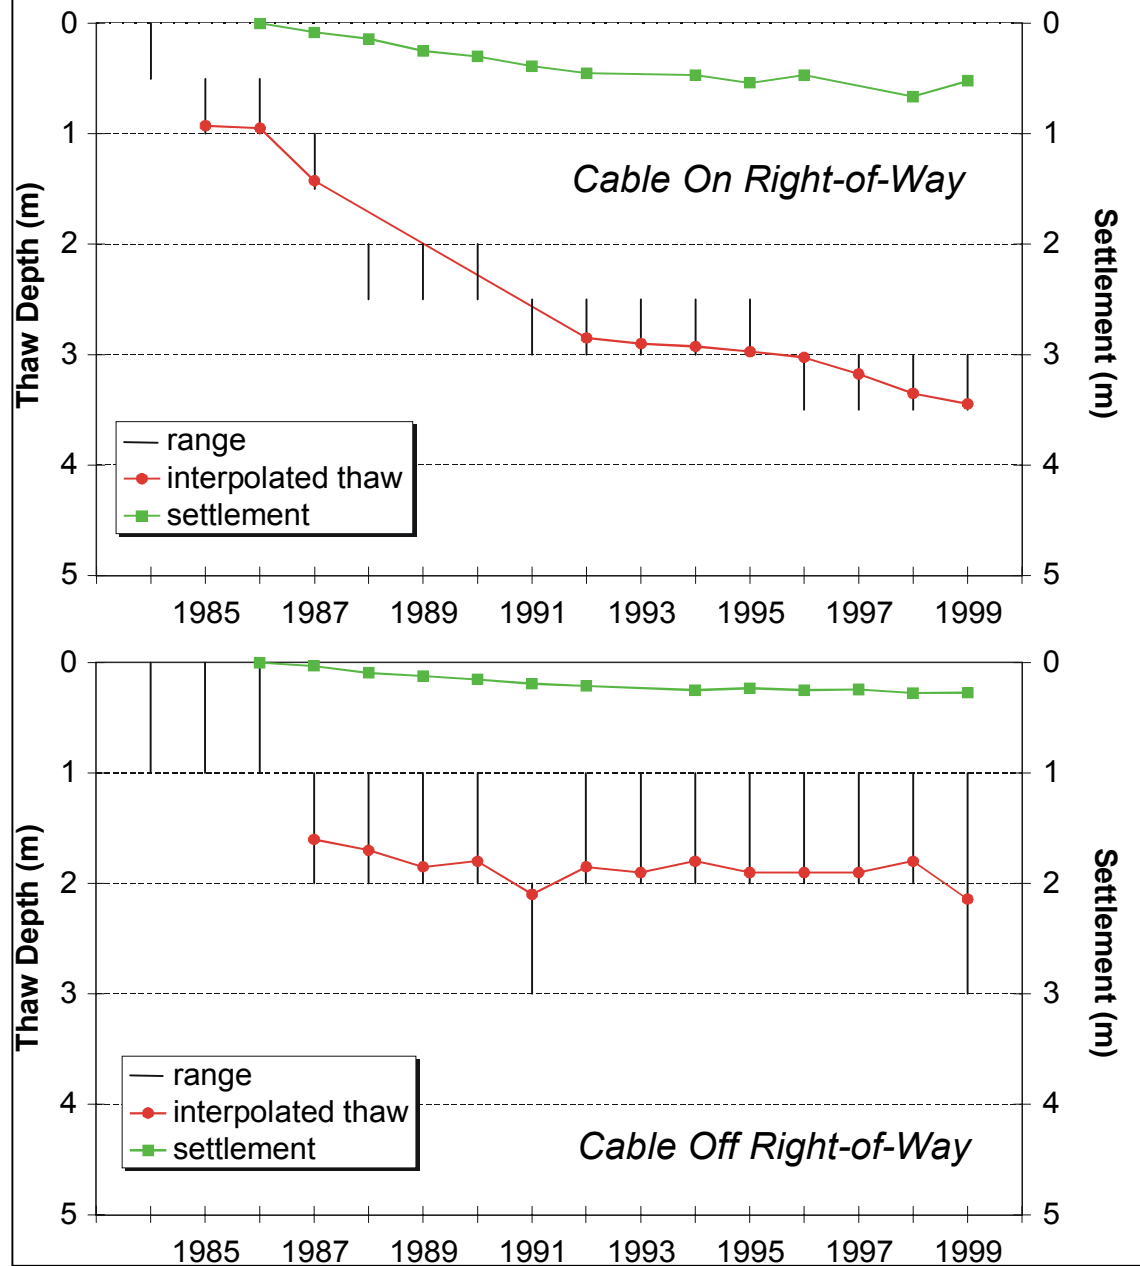 0
1
2
3
4
5
0
1
2
3
4
5
Thaw Depth (m)
Settlement (m)
Cable On Right-of-Way
range
interpolated thaw
settlement
1985 1987 1989 1991 1993 1995 1997 1999
0
1
2
3
4
5
0
1
2
3
4
5
Thaw Depth (m)
Settlement (m)
range
interpolated thaw
settlement
Cable Off Right-of-Way
1985 1987 1989 1991 1993 1995 1997 1999